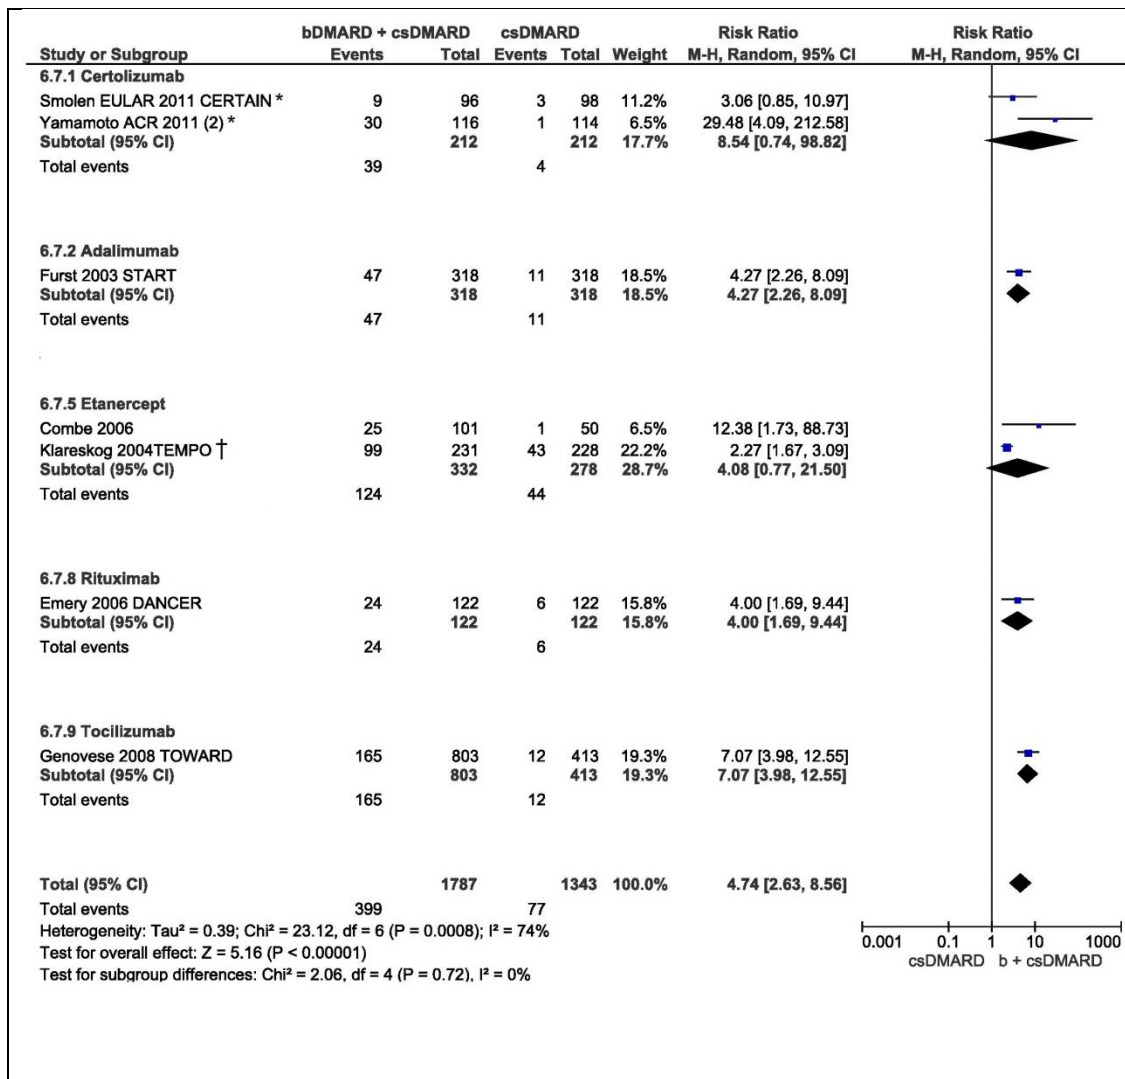 bDMARD + csDMARD csDMARD Risk Ratio Risk Ratio
Study or Subgroup Events Total Events Total Weight M-H, Random, 95% CI M-H, Random, 95% CI
6.7.1 Certolizumab
Smolen EULAR 2011 CERTAIN * 9 96 3 98 11.2% 3.06 [0.85, 10.97]
Yamamoto ACR 2011 (2) * 30 116 1 114 6.5% 29.48 [4.09, 212.58]
Subtotal (95% CI) 212 212 17.7% 8.54 [0.74, 98.82]
Total events 39 4
6.7.2 Adalimumab
Furst 2003 START 47 318 11 318 18.5% 4.27 [2.26, 8.09]
Subtotal (95% CI) 318 318 18.5% 4.27 [2.26, 8.09]
Total events 47 11
6.7.5 Etanercept
Combe 2006 25 101 1 50 6.5% 12.38 [1.73, 88.73]
Klareskog 2004TEMPO † 99 231 43 228 22.2% 2.27 [1.67, 3.09]
Subtotal (95% CI) 332 278 28.7% 4.08 [0.77, 21.50]
Total events 124 44
6.7.8 Rituximab
Emery 2006 DANCER 24 122 6 122 15.8% 4.00 [1.69, 9.44]
Subtotal (95% CI) 122 122 15.8% 4.00 [1.69, 9.44]
Total events 24 6
6.7.9 Tocilizumab
Genovese 2008 TOWARD 165 803 12 413 19.3% 7.07 [3.98, 12.55]
Subtotal (95% CI) 803 413 19.3% 7.07 [3.98, 12.55]
Total events 165 12
Total (95% CI) 1787 1343 100.0% 4.74 [2.63, 8.56]
Total events 399 77
Heterogeneity: Tau² = 0.39; Chi² = 23.12, df = 6 (P = 0.0008); I² = 74%
Test for overall effect: Z = 5.16 (P < 0.00001)
Test for subgroup differences: Chi² = 2.06, df = 4 (P = 0.72), I² = 0%
0.001 0.1 1 10 1000
csDMARD b + csDMARD